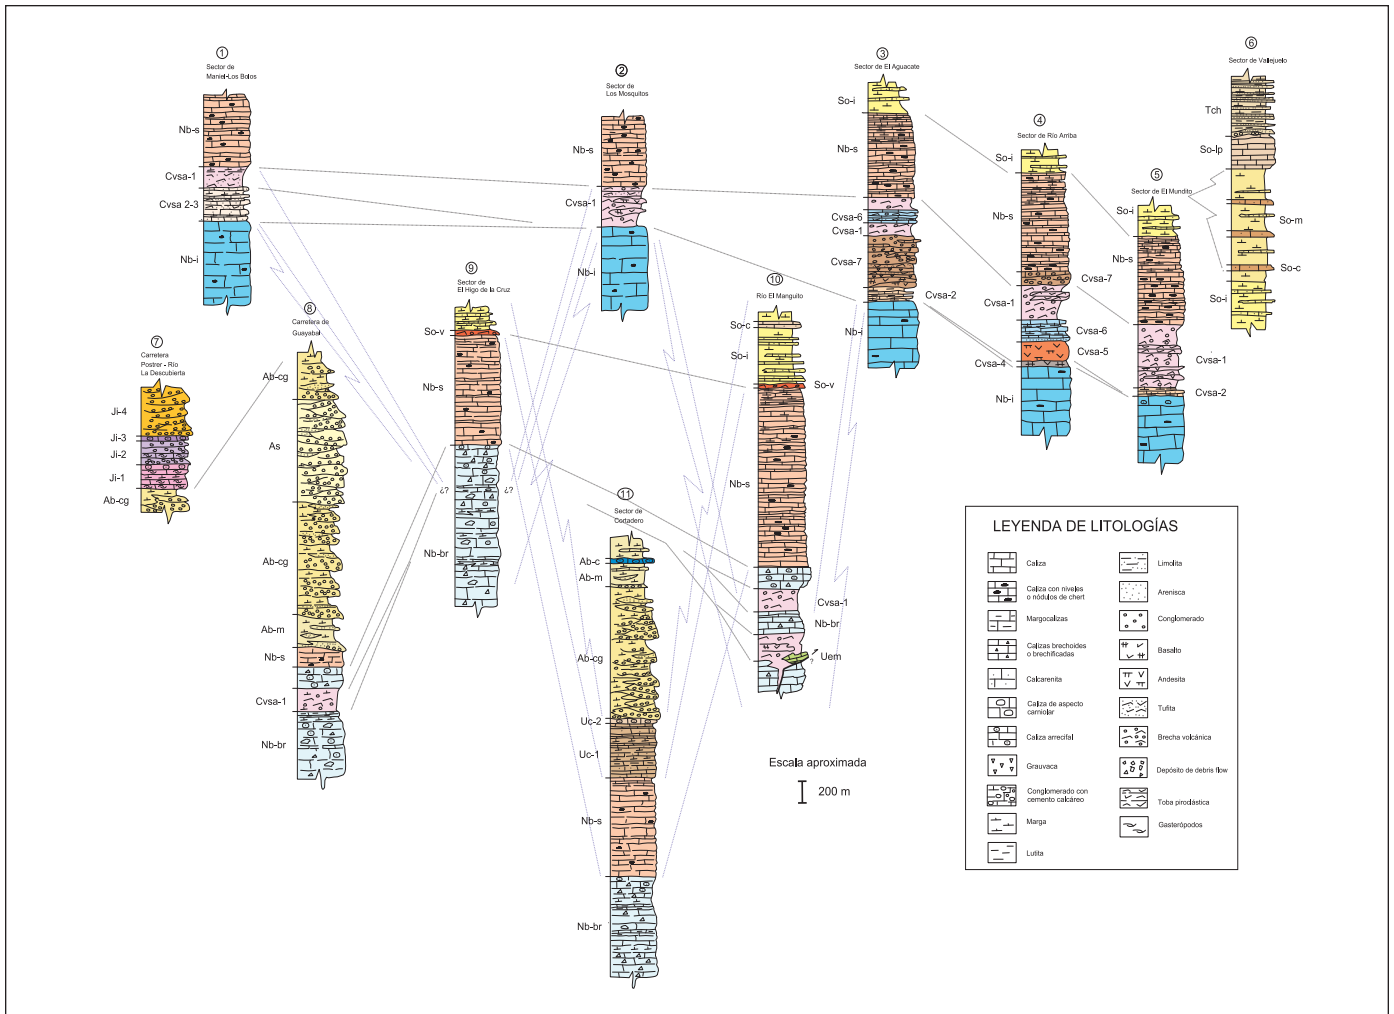 1
Sector de
Maniel-Los Bolos
Nb-s
Cvsa-1
Cvsa 2-3
Nb-i
2
Sector de
Los Mosquitos
Nb-s
Cvsa-1
Nb-i
3
Sector de El Aguacate
So-i
Nb-s
Cvsa-6
Cvsa-1
Cvsa-7
Cvsa-2
Nb-i
4
Sector de Río Arriba
So-i
Nb-s
Cvsa-7
Cvsa-1
Cvsa-6
Cvsa-5
Cvsa-4
Nb-i
5
Sector de El Mundito
So-i
Nb-s
Cvsa-1
Cvsa-2
6
Sector de Vallejuelo
Tch
So-lp
So-m
So-c
So-i
7
Carretera
Postrer - Río
La Descubierta
Ji-4
Ji-3
Ji-2
Ji-1
Ab-cg
8
Carretera de
Guayabal
Ab-cg
As
Ab-cg
Ab-m
Nb-s
Cvsa-1
Nb-br
9
Sector de
El Higo de la Cruz
So-v
Nb-s
¿?
¿?
Nb-br
10
Río El Manguito
So-c
So-i
So-v
Nb-s
Cvsa-1
Nb-br
Uem
?
11
Sector de
Cortadero
Ab-c
Ab-m
Ab-cg
Uc-2
Uc-1
Nb-s
Nb-br
Escala aproximada
200 m
LEYENDA DE LITOLOGÍAS
Caliza
Caliza con niveles
o nódulos de chert
Margocalizas
Calizas brechoides
o brechificadas
Calcarenita
Caliza de aspecto
carniolar
Caliza arrecifal
Grauvaca
Conglomerado con
cemento calcáreo
Marga
Lutita
Limolita
Arenisca
Conglomerado
Basalto
Andesita
Tufita
Brecha volcánica
Depósito de debris flow
Toba piroclástica
Gasterópodos